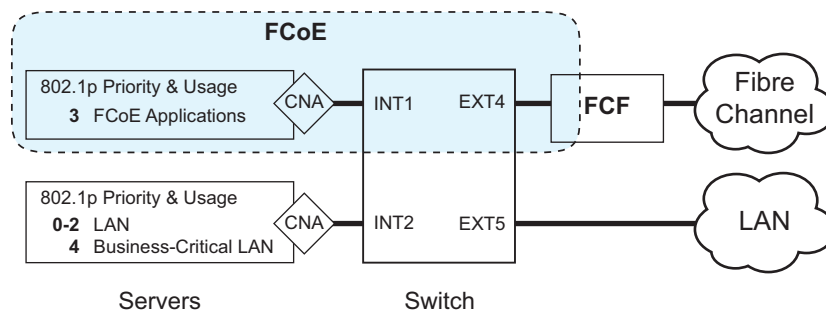 FCoE
802.1p Priority & Usage
3 FCoE Applications
CNA
INT1
EXT4
FCF
Fibre
Channel
802.1p Priority & Usage
0-2 LAN
4 Business-Critical LAN
CNA
INT2
EXT5
LAN
Servers
Switch